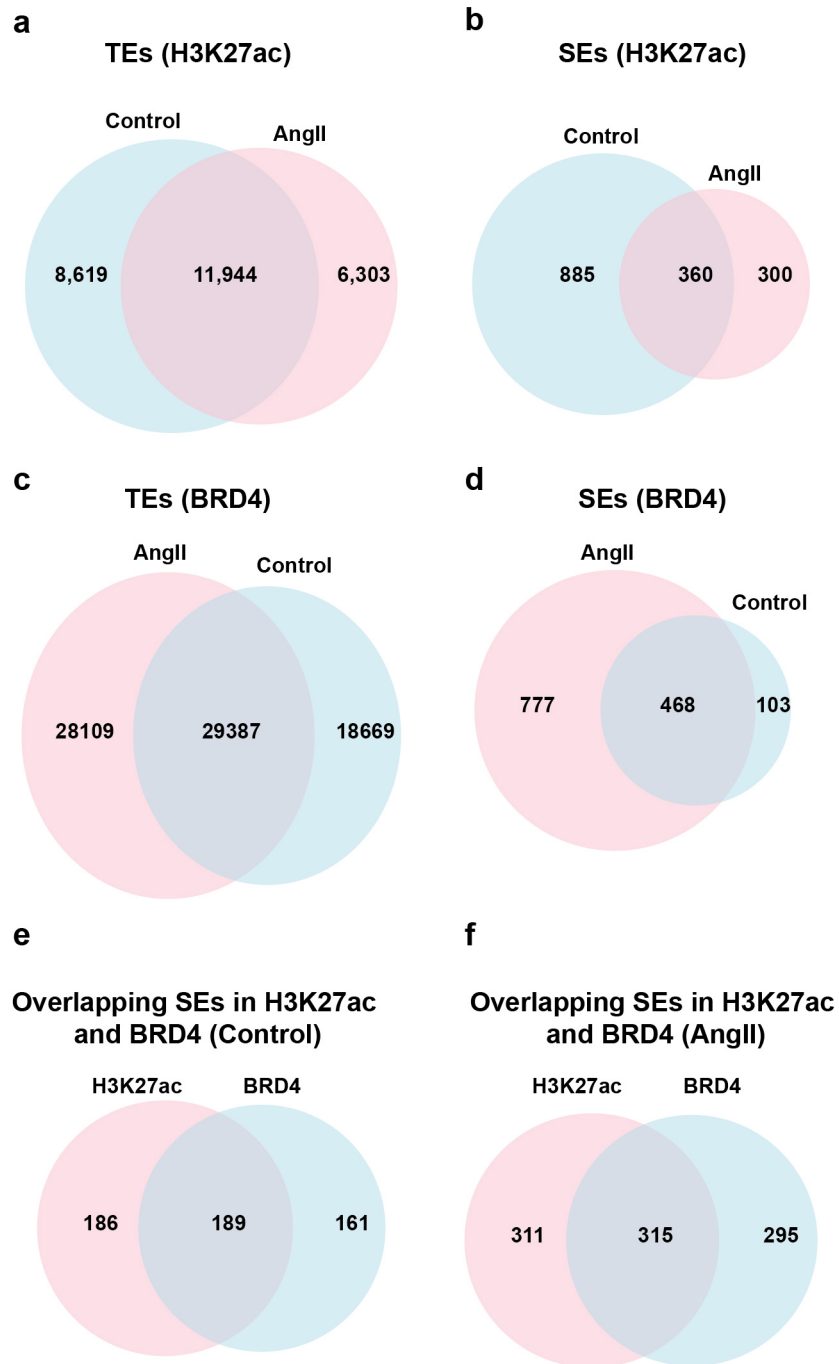 a
TEs (H3K27ac)
Control
AngII
8,619
11,944
6,303
b
SEs (H3K27ac)
Control
AngII
885
360
300
c
TEs (BRD4)
AngII
Control
28109
29387
18669
d
SEs (BRD4)
AngII
Control
777
468
103
e
Overlapping SEs in H3K27ac
and BRD4 (Control)
H3K27ac
BRD4
186
189
161
f
Overlapping SEs in H3K27ac
and BRD4 (AngII)
H3K27ac
BRD4
311
315
295